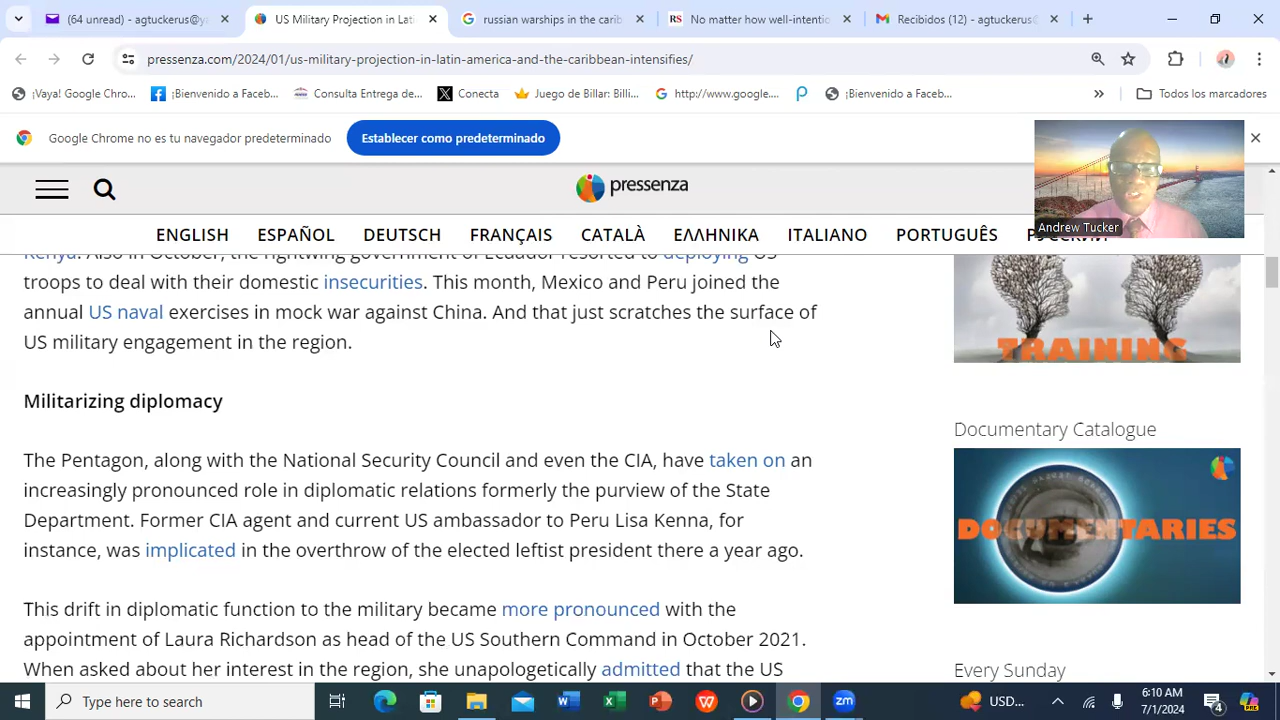 (64 unread) - agtuckerus@y
US Military Projection in Lati
russian warships in the carib
RS No matter how well-intentio
Recibidos (12) - agtuckerus@
pressenza.com/2024/01/us-military-projection-in-latin-america-and-the-caribbean-intensifies/
¡Vaya! Google Chro...
¡Bienvenido a Faceb...
Consulta Entrega de...
Conecta
Juego de Billar: Billi...
http://www.google....
¡Bienvenido a Faceb...
Todos los marcadores
Google Chrome no es tu navegador predeterminado
Establecer como predeterminado
Andrew Tucker
pressenza
ENGLISH ESPAÑOL DEUTSCH FRANÇAIS CATALÀ ΕΛΛΗΝΙΚΑ ITALIANO PORTUGUÊS
Kenya. Also in October, the rightwing government of Ecuador resorted to deploying US
troops to deal with their domestic insecurities. This month, Mexico and Peru joined the
annual US naval exercises in mock war against China. And that just scratches the surface of
US military engagement in the region.
Militarizing diplomacy
The Pentagon, along with the National Security Council and even the CIA, have taken on an
increasingly pronounced role in diplomatic relations formerly the purview of the State
Department. Former CIA agent and current US ambassador to Peru Lisa Kenna, for
instance, was implicated in the overthrow of the elected leftist president there a year ago.
This drift in diplomatic function to the military became more pronounced with the
appointment of Laura Richardson as head of the US Southern Command in October 2021.
When asked about her interest in the region, she unapologetically admitted that the US
TRAINING
Documentary Catalogue
DOCUMENTARIES
Every Sunday
Type here to search
USD...
6:10 AM
7/1/2024
4